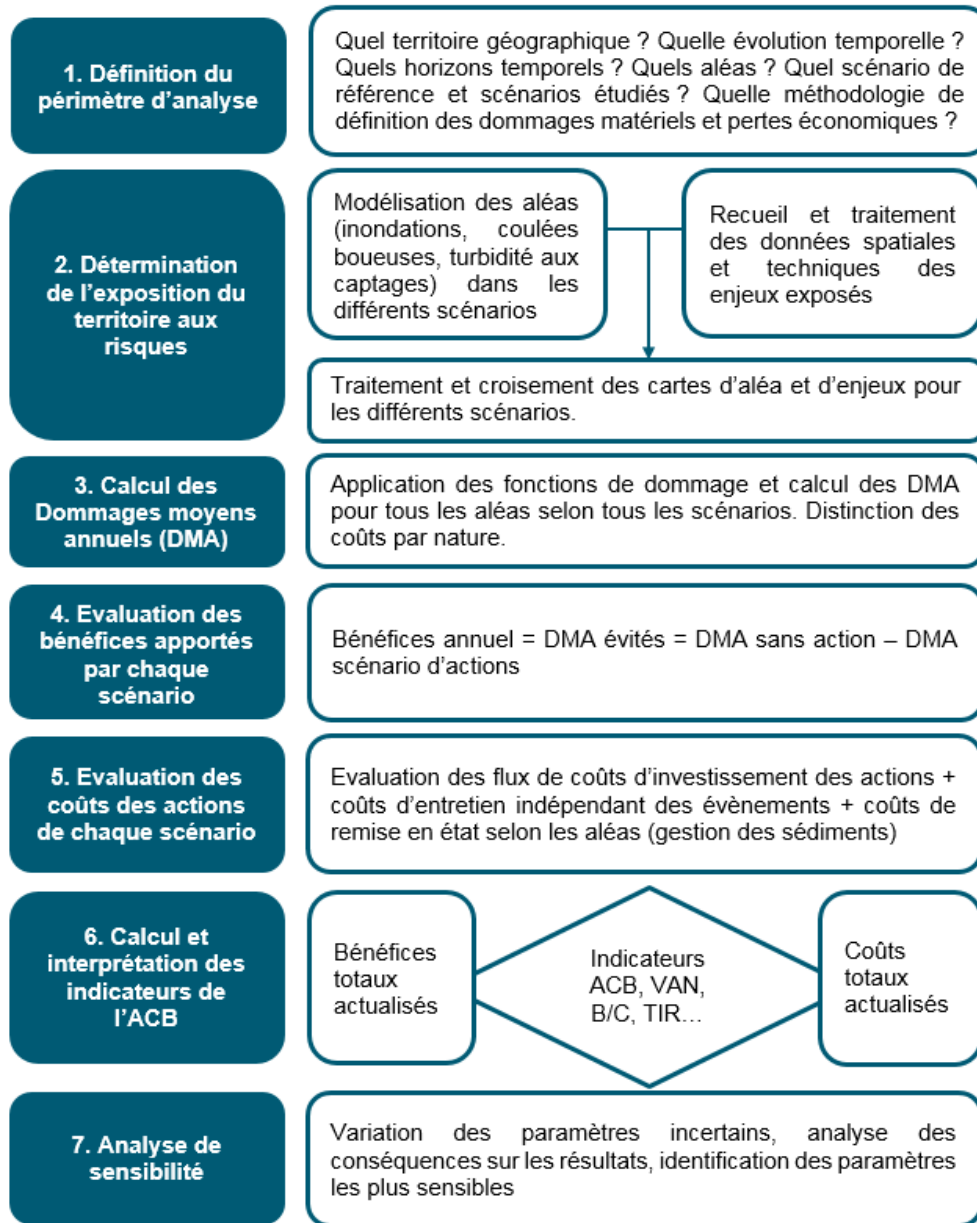 1. Définition du
périmètre d'analyse
Quel territoire géographique ? Quelle évolution temporelle ?
Quels horizons temporels ? Quels aléas ? Quel scénario de
référence et scénarios étudiés ? Quelle méthodologie de
définition des dommages matériels et pertes économiques ?
2. Détermination
de l'exposition du
territoire aux
risques
Modélisation des aléas
(inondations, coulées
boueuses, turbidité aux
captages) dans les
différents scénarios
Recueil et traitement
des données spatiales
et techniques des
enjeux exposés
Traitement et croisement des cartes d'aléa et d'enjeux pour
les différents scénarios.
3. Calcul des
Dommages moyens
annuels (DMA)
Application des fonctions de dommage et calcul des DMA
pour tous les aléas selon tous les scénarios. Distinction des
coûts par nature.
4. Evaluation des
bénéfices apportés
par chaque
scénario
Bénéfices annuel = DMA évités = DMA sans action – DMA
scénario d'actions
5. Evaluation des
coûts des actions
de chaque scénario
Evaluation des flux de coûts d'investissement des actions +
coûts d'entretien indépendant des évènements + coûts de
remise en état selon les aléas (gestion des sédiments)
6. Calcul et
interprétation des
indicateurs de
l'ACB
Bénéfices
totaux
actualisés
Indicateurs
ACB, VAN,
B/C, TIR…
Coûts
totaux
actualisés
7. Analyse de
sensibilité
Variation des paramètres incertains, analyse des
conséquences sur les résultats, identification des paramètres
les plus sensibles